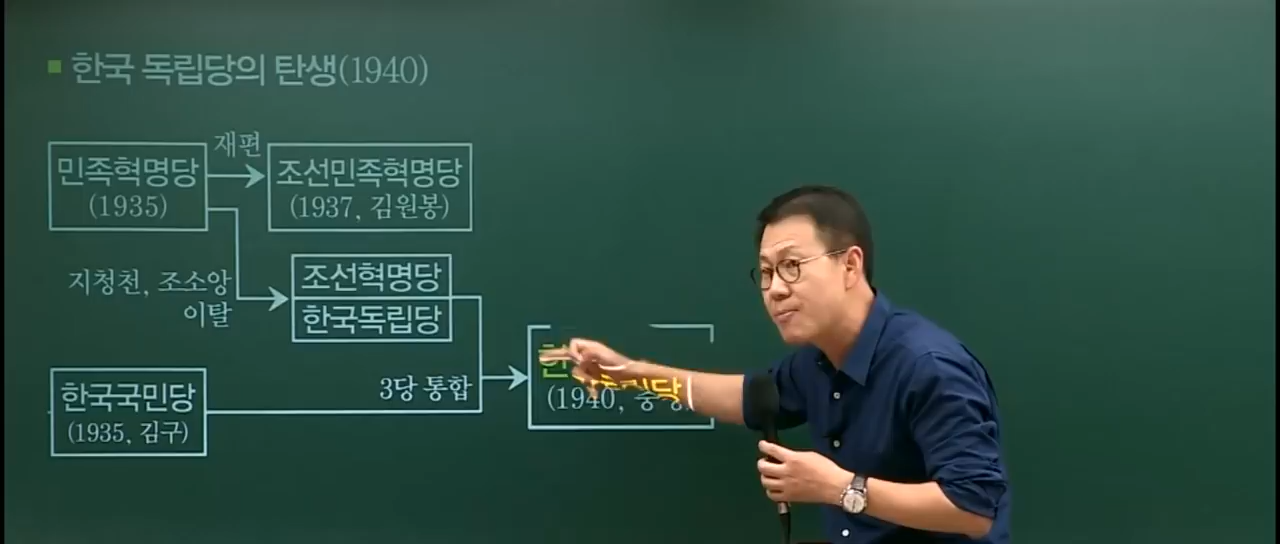 한국 독립당의 탄생(1940)
재편
민족혁명당
(1935)
조선민족혁명당
(1937, 김원봉)
지청천, 조소앙
이탈
조선혁명당
한국독립당
한국국민당
(1935, 김구)
3당 통합
(1940,